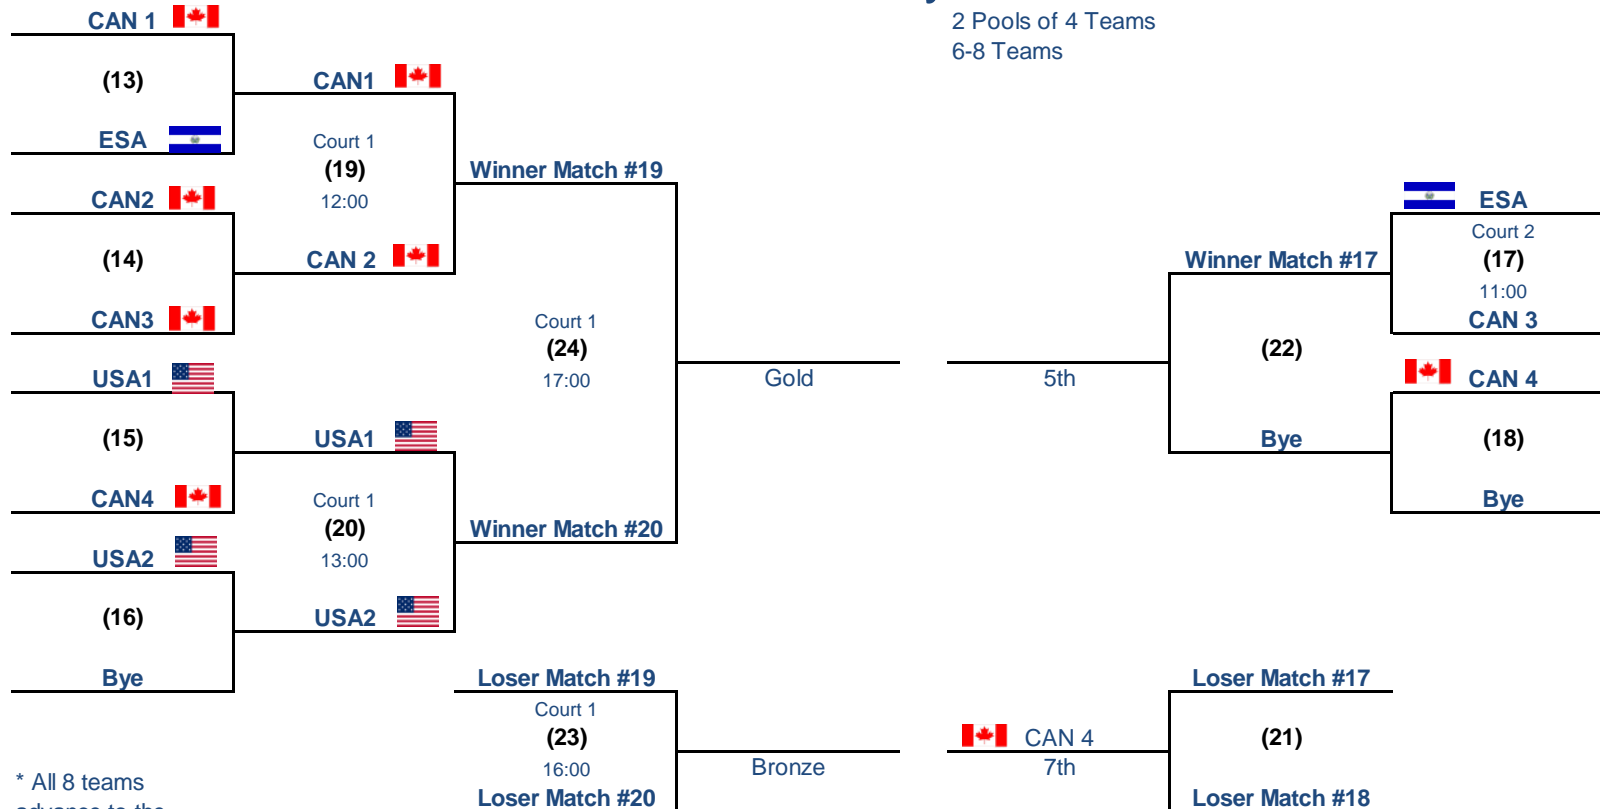 2 Pools of 4 Teams
6-8 Teams
CAN 1
(13)
ESA
CAN2
(14)
CAN3
USA1
(15)
CAN4
USA2
(16)
Bye
CAN1
Court 1
(19)
12:00
CAN 2
USA1
Court 1
(20)
13:00
USA2
Winner Match #19
Court 1
(24)
17:00
Winner Match #20
Gold
Loser Match #19
Court 1
(23)
16:00
Loser Match #20
Bronze
5th
Winner Match #17
(22)
Bye
ESA
Court 2
(17)
11:00
CAN 3
CAN 4
(18)
Bye
CAN 4
7th
Loser Match #17
(21)
Loser Match #18
* All 8 teams
advance to the